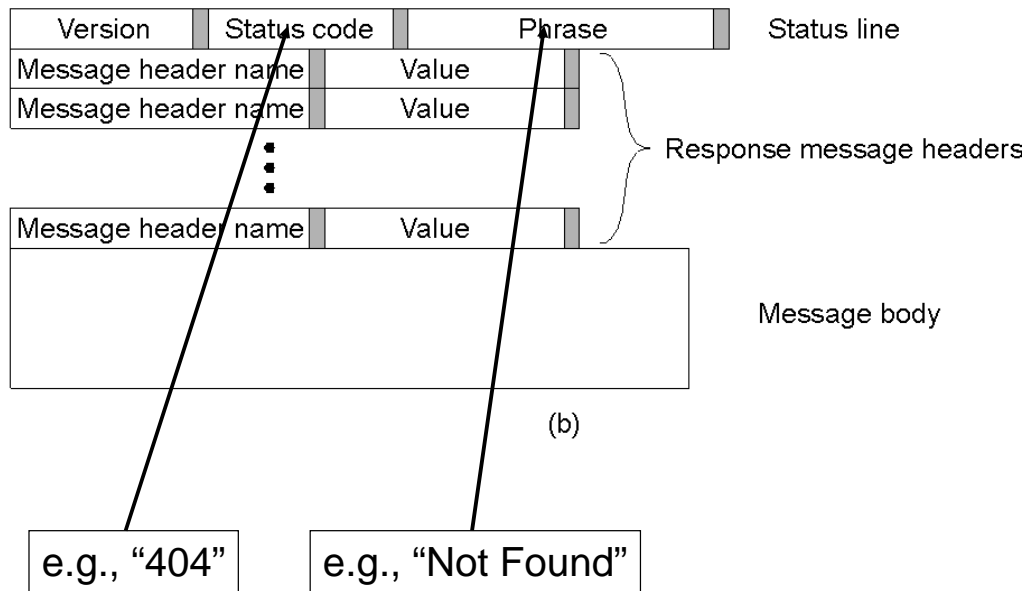 Version Status code Phrase Status line
Message header name Value
Message header name Value
Response message headers
Message header name Value
Message body
(b)
e.g., “404” e.g., “Not Found”